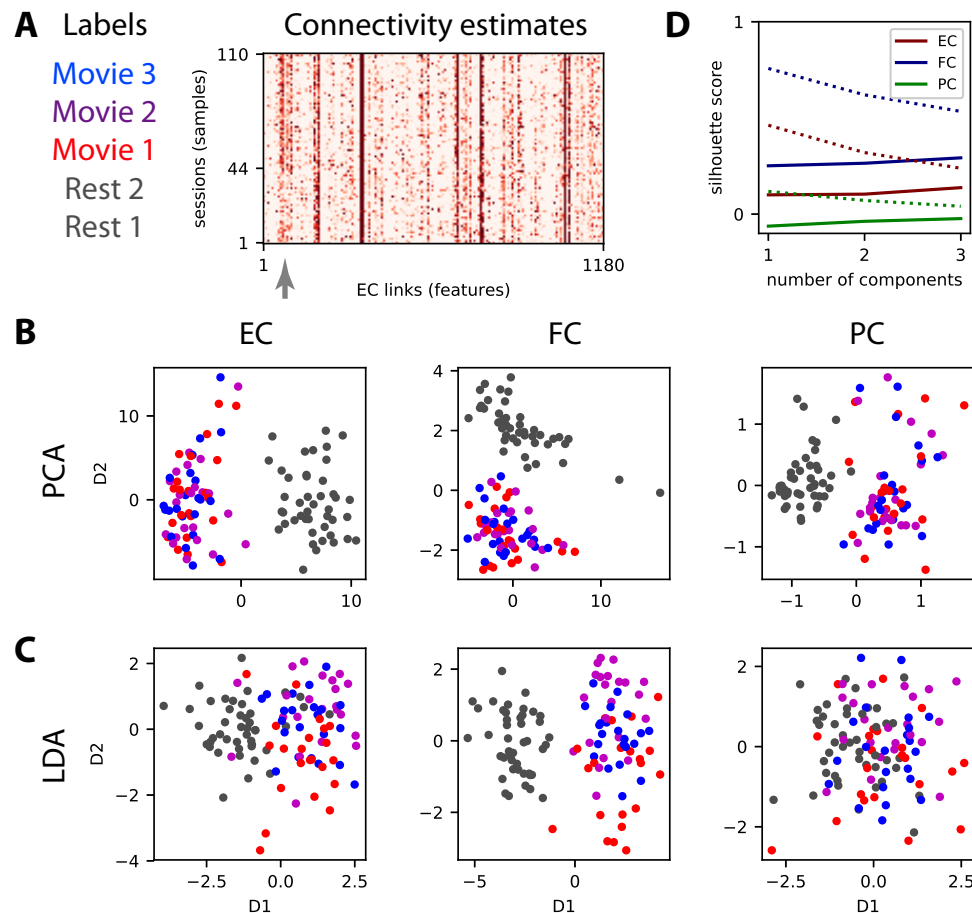 A Labels Connectivity estimates
Movie 3
Movie 2
Movie 1
Rest 2
Rest 1
sessions (samples)
110
44
1
1 1180
EC links (features)
D
silhouette score
1
0
EC
FC
PC
1 2 3
number of components
B EC FC PC
PCA
D2
10
0
0 10
4
2
0
−2
0 10
1
0
−1
−1 0 1
C
LDA
D2
2
0
−2
−4
−2.5 0.0 2.5
D1
2
0
−2
−5 0
D1
2
0
−2
−2.5 0.0 2.5
D1